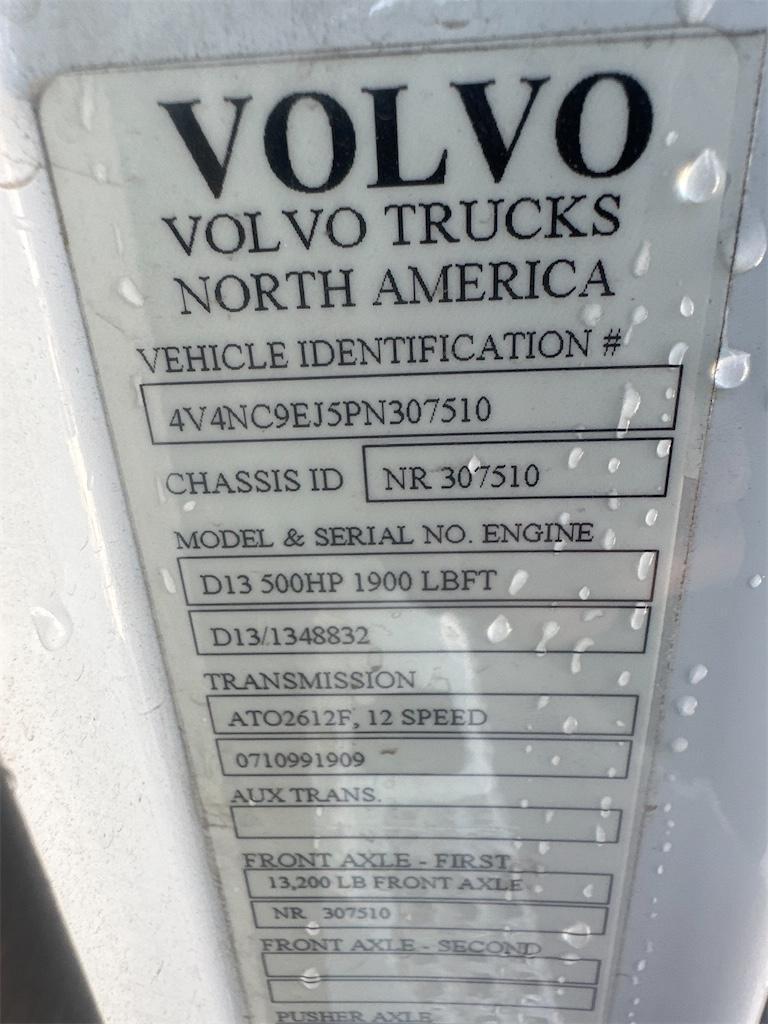 VOLVO
VOLVO TRUCKS
NORTH AMERICA
VEHICLE IDENTIFICATION #
4V4NC9EJ5PN307510
CHASSIS ID NR 307510
MODEL & SERIAL NO. ENGINE
D13 500HP 1900 LBFT
D13/1348832
TRANSMISSION
ATO2612F, 12 SPEED
0710991909
AUX TRANS.
FRONT AXLE - FIRST
13,200 LB FRONT AXLE
NR 307510
FRONT AXLE - SECOND
PUSHER AXLE